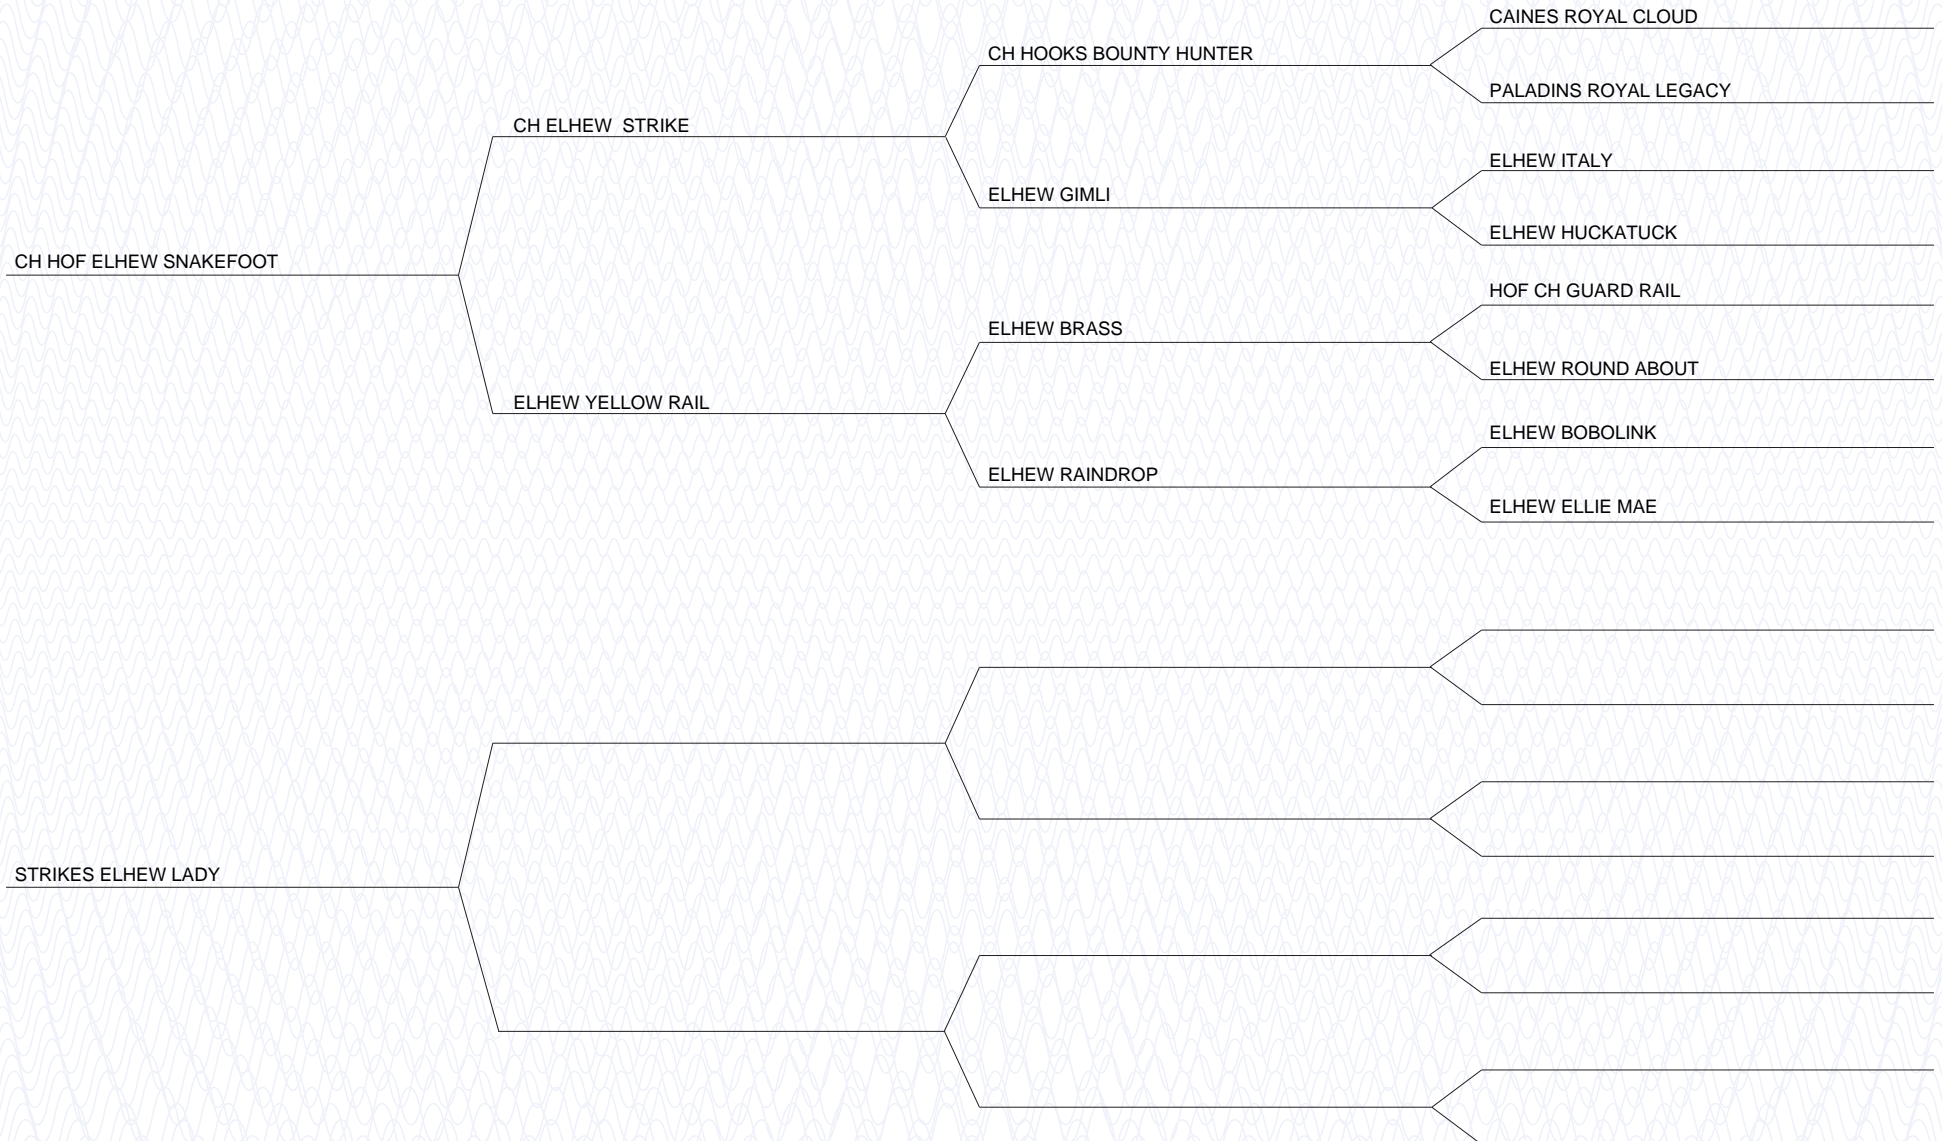 CAINES ROYAL CLOUD
CH HOOKS BOUNTY HUNTER
PALADINS ROYAL LEGACY
CH ELHEW  STRIKE
ELHEW ITALY
ELHEW GIMLI
ELHEW HUCKATUCK
CH HOF ELHEW SNAKEFOOT
HOF CH GUARD RAIL
ELHEW BRASS
ELHEW ROUND ABOUT
ELHEW YELLOW RAIL
ELHEW BOBOLINK
ELHEW RAINDROP
ELHEW ELLIE MAE
STRIKES ELHEW LADY